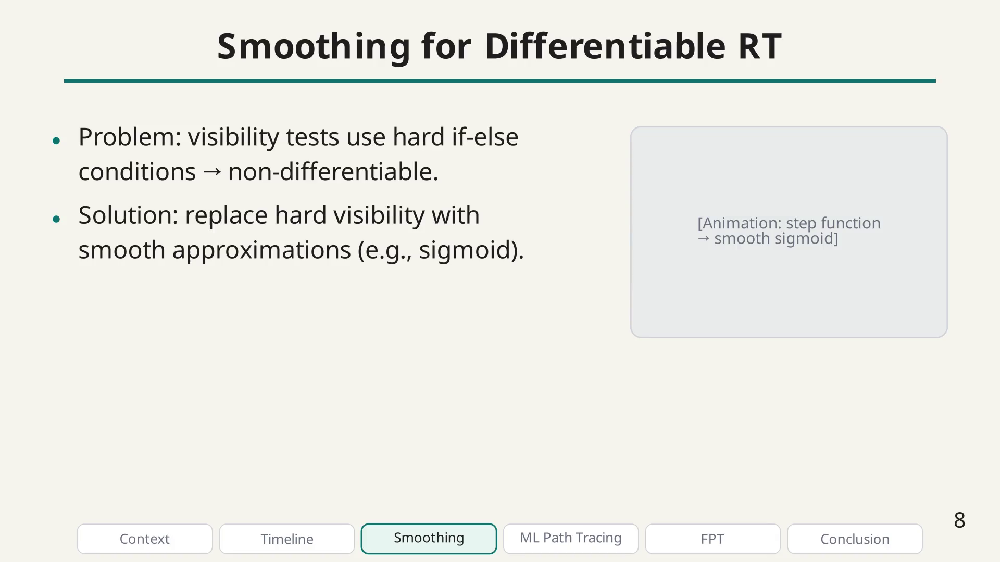 Smoothing for Differentiable RT
• Problem: visibility tests use hard if-else
conditions → non-differentiable.
• Solution: replace hard visibility with
smooth approximations (e.g., sigmoid).
[Animation: step function
→ smooth sigmoid]
8
Context
Timeline
Smoothing
ML Path Tracing
FPT
Conclusion